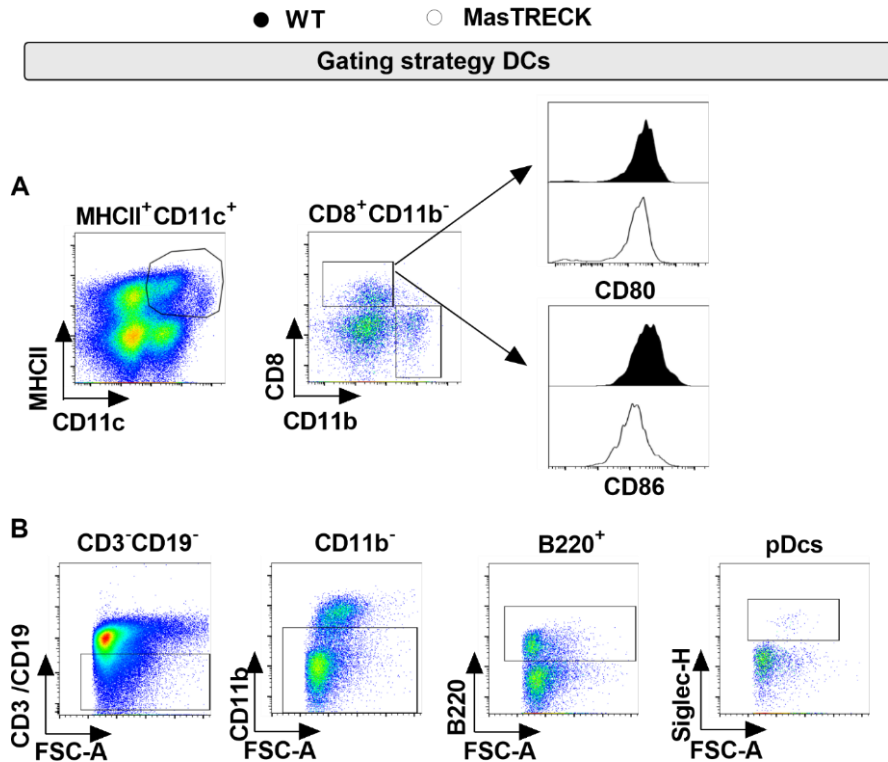 ● WT ○ MasTRECK
Gating strategy DCs
A
MHCII⁺CD11c⁺
MHCII
CD11c
CD8⁺CD11b⁻
CD8
CD11b
CD80
CD86
B
CD3⁻CD19⁻
CD3 /CD19
FSC-A
CD11b⁻
CD11b
FSC-A
B220⁺
B220
FSC-A
pDcs
Siglec-H
FSC-A